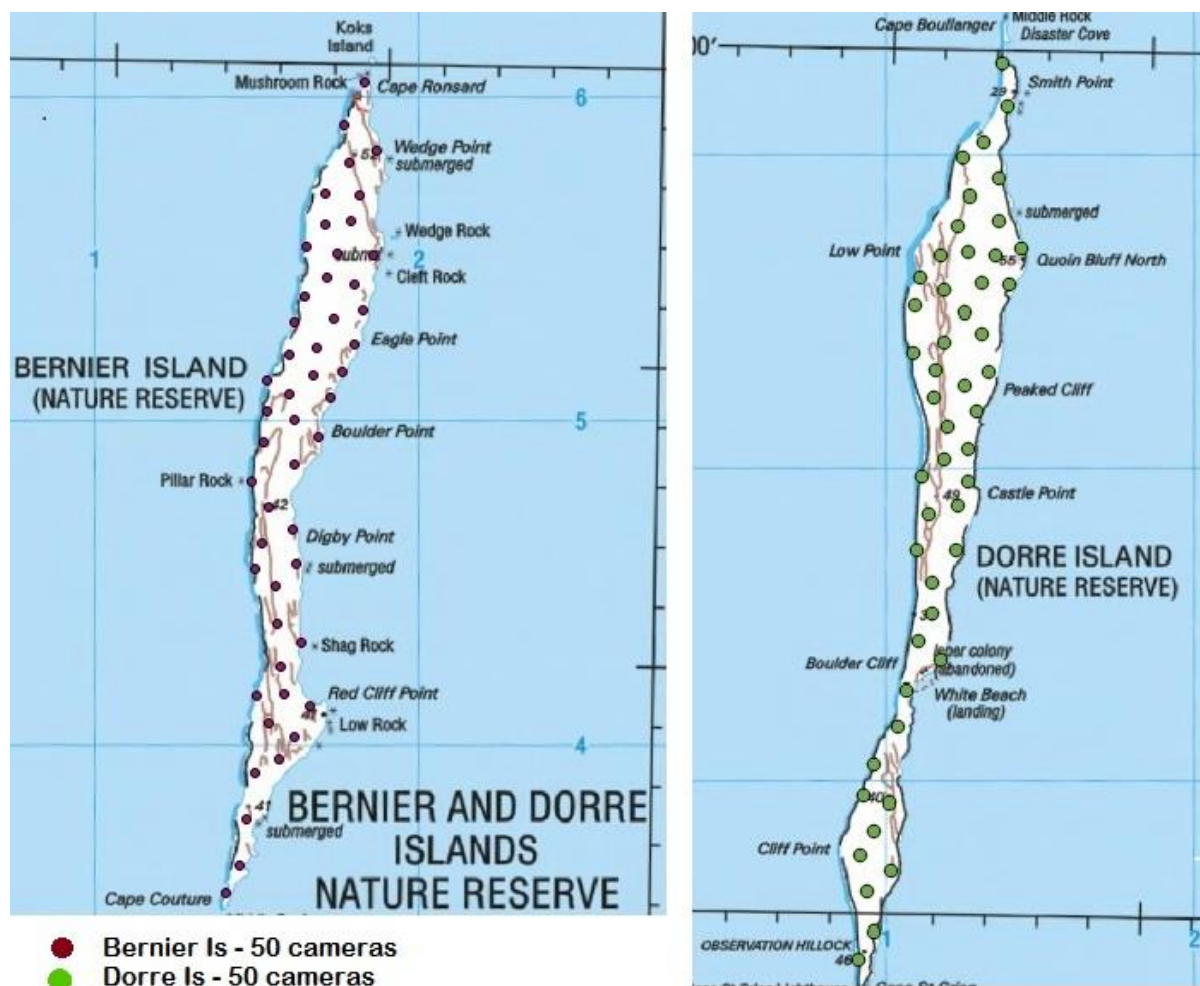 Koks
Island
Mushroom Rock
Cape Ronsard
6
52
Wedge Point
submerged
Wedge Rock
1
2
Cleft Rock
Eagle Point
BERNIER ISLAND
(NATURE RESERVE)
5
Boulder Point
Pillar Rock
42
Digby Point
submerged
Shag Rock
Red Cliff Point
41
Low Rock
4
41
submerged
BERNIER AND DORRE
ISLANDS
NATURE RESERVE
Cape Couture
Bernier Is - 50 cameras
Dorre Is - 50 cameras
Cape Boullanger
Middle Rock
Disaster Cove
00'
29
Smith Point
submerged
Low Point
55
Quoin Bluff North
Peaked Cliff
49
Castle Point
DORRE ISLAND
(NATURE RESERVE)
leper colony
(abandoned)
Boulder Cliff
White Beach
(landing)
40
Cliff Point
OBSERVATION HILLOCK
46
1
2